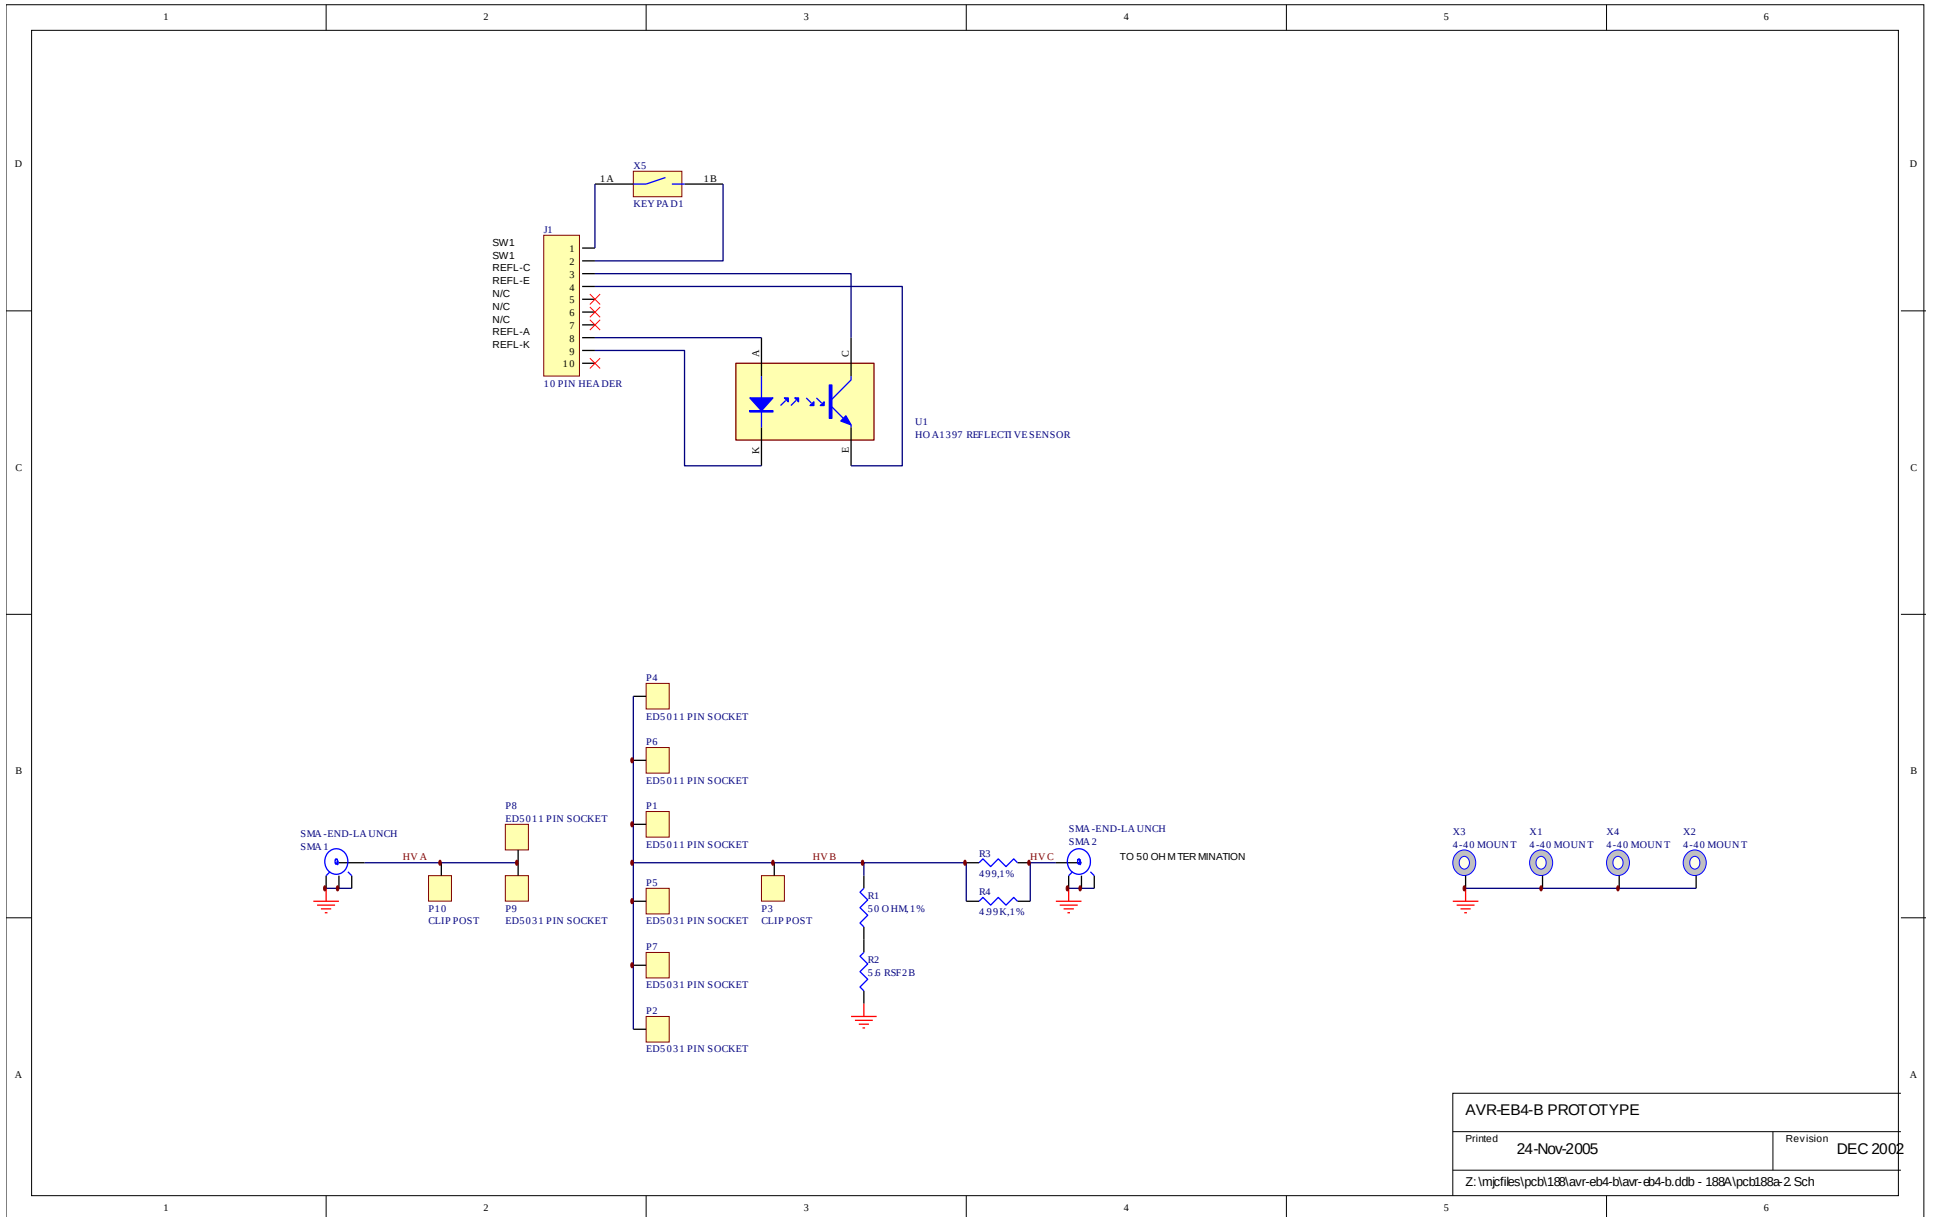 1 2 3 4 5 6
D D
X5
1A 1B
KEYPAD1
J1
SW1 1
SW1 2
REFL-C 3
REFL-E 4
N/C 5
N/C 6
N/C 7
REFL-A 8
REFL-K 9
10
10 PIN HEADER
A C
K E
U1
HOA1397 REFLECTIVE SENSOR
C C
P4
ED5011 PIN SOCKET
P6
ED5011 PIN SOCKET
B B
P8
ED5011 PIN SOCKET
P1
ED5011 PIN SOCKET
SMA-END-LAUNCH
SMA1
HVA
P10
CLIP POST
P9
ED5031 PIN SOCKET
P5
ED5031 PIN SOCKET
P7
ED5031 PIN SOCKET
P2
ED5031 PIN SOCKET
HVB
P3
CLIP POST
R1
50 OHM, 1%
R2
5.6 RSF2B
R3
499, 1%
R4
4.99K, 1%
HVC
SMA-END-LAUNCH
SMA2
TO 50 OHM TERMINATION
X3 X1 X4 X2
4-40 MOUNT 4-40 MOUNT 4-40 MOUNT 4-40 MOUNT
A A
AVR-EB4-B PROTOTYPE
Printed 24-Nov-2005 Revision DEC 2002
Z:\mjcfiles\pcb\188\avr-eb4-b\avr-eb4-b.ddb - 188A\pcb188a-2.Sch
1 2 3 4 5 6